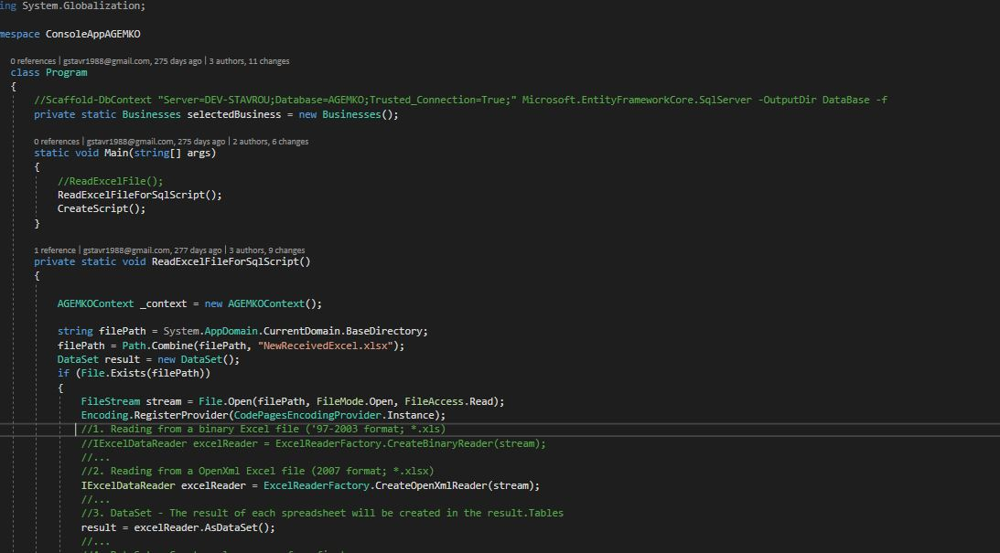 ing System.Globalization;
mespace ConsoleAppAGEMKO
0 references | gstavr1988@gmail.com, 275 days ago | 3 authors, 11 changes
class Program
{
//Scaffold-DbContext "Server=DEV-STAVROU;Database=AGEMKO;Trusted_Connection=True;" Microsoft.EntityFrameworkCore.SqlServer -OutputDir DataBase -f
private static Businesses selectedBusiness = new Businesses();
0 references | gstavr1988@gmail.com, 275 days ago | 2 authors, 6 changes
static void Main(string[] args)
{
//ReadExcelFile();
ReadExcelFileForSqlScript();
CreateScript();
}
1 reference | gstavr1988@gmail.com, 277 days ago | 3 authors, 9 changes
private static void ReadExcelFileForSqlScript()
{
AGEMKOContext _context = new AGEMKOContext();
string filePath = System.AppDomain.CurrentDomain.BaseDirectory;
filePath = Path.Combine(filePath, "NewReceivedExcel.xlsx");
DataSet result = new DataSet();
if (File.Exists(filePath))
{
FileStream stream = File.Open(filePath, FileMode.Open, FileAccess.Read);
Encoding.RegisterProvider(CodePagesEncodingProvider.Instance);
//1. Reading from a binary Excel file ('97-2003 format; *.xls)
//IExcelDataReader excelReader = ExcelReaderFactory.CreateBinaryReader(stream);
//...
//2. Reading from a OpenXml Excel file (2007 format; *.xlsx)
IExcelDataReader excelReader = ExcelReaderFactory.CreateOpenXmlReader(stream);
//...
//3. DataSet - The result of each spreadsheet will be created in the result.Tables
result = excelReader.AsDataSet();
//...